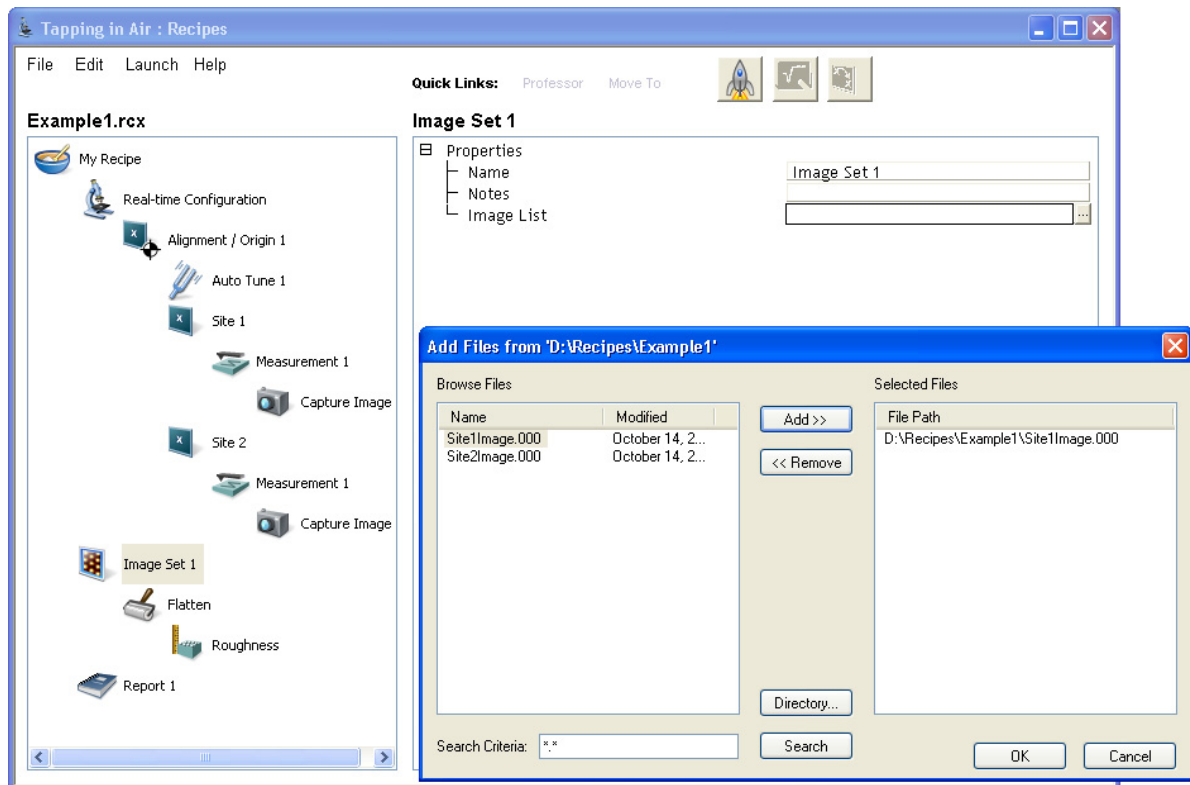 Tapping in Air : Recipes
File Edit Launch Help
Quick Links: Professor Move To
Example1.rcx
My Recipe
Real-time Configuration
Alignment / Origin 1
Auto Tune 1
Site 1
Measurement 1
Capture Image
Site 2
Measurement 1
Capture Image
Image Set 1
Flatten
Roughness
Report 1
Image Set 1
Properties
Name Image Set 1
Notes
Image List ...
Add Files from 'D:\Recipes\Example1'
Browse Files
Name Modified
Site1Image.000 October 14, 2...
Site2Image.000 October 14, 2...
Add >>
<< Remove
Directory...
Search Criteria: *.* Search
Selected Files
File Path
D:\Recipes\Example1\Site1Image.000
OK Cancel